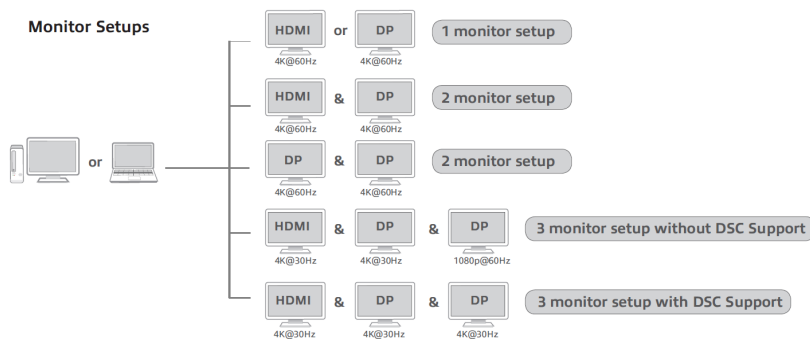 Monitor Setups
HDMI or DP 1 monitor setup
4K@60Hz 4K@60Hz
HDMI & DP 2 monitor setup
4K@60Hz 4K@60Hz
or
DP & DP 2 monitor setup
4K@60Hz 4K@60Hz
HDMI & DP & DP 3 monitor setup without DSC Support
4K@30Hz 4K@30Hz 1080p@60Hz
HDMI & DP & DP 3 monitor setup with DSC Support
4K@30Hz 4K@30Hz 4K@30Hz